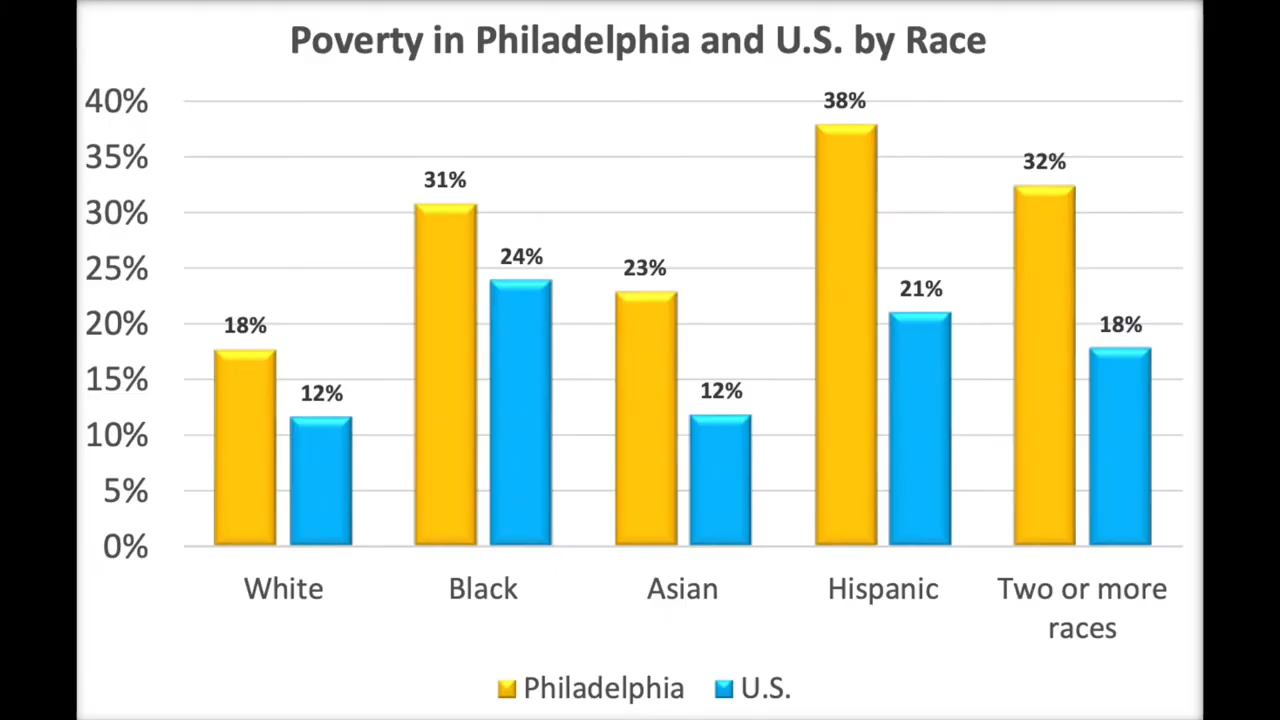 Poverty in Philadelphia and U.S. by Race
40%
35%
30%
25%
20%
15%
10%
5%
0%
18%
12%
31%
24%
23%
12%
38%
21%
32%
18%
White
Black
Asian
Hispanic
Two or more
races
Philadelphia
U.S.